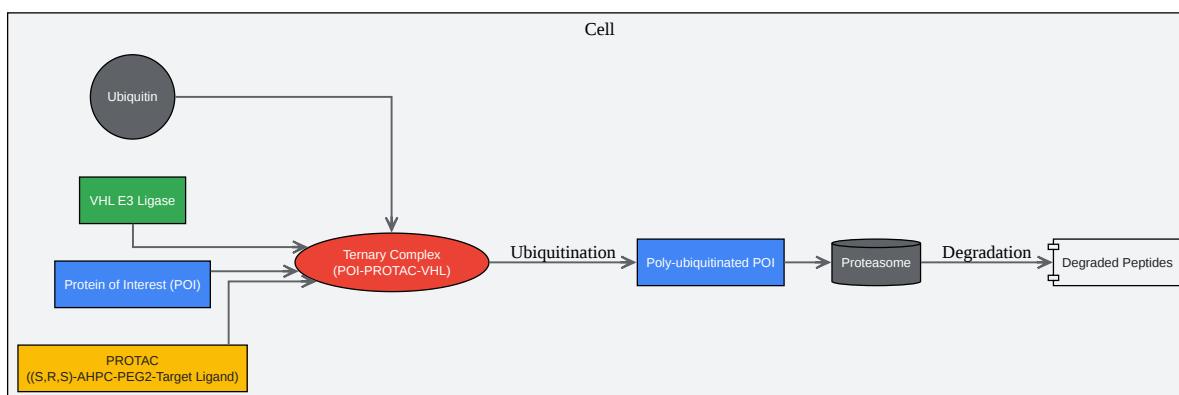 Cell
Ubiquitin
VHL E3 Ligase
Ternary Complex
(POI-PROTAC-VHL)
Ubiquitination
Poly-ubiquitinated POI
Proteasome
Degradation
Degraded Peptides
Protein of Interest (POI)
PROTAC
((S,R,S)-AHPC-PEG2-Target Ligand)